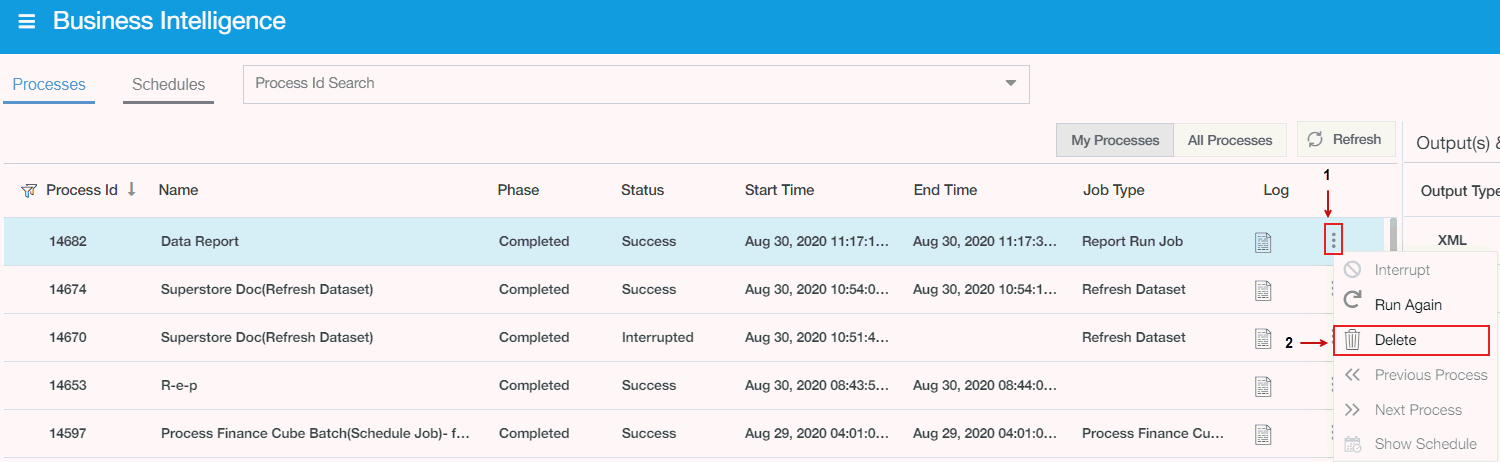 Business Intelligence
Processes Schedules Process Id Search
My Processes All Processes Refresh Output(s) &
1
Process Id Name Phase Status Start Time End Time Job Type Log Output Type
14682 Data Report Completed Success Aug 30, 2020 11:17:1... Aug 30, 2020 11:17:3... Report Run Job XML
Interrupt
14674 Superstore Doc(Refresh Dataset) Completed Success Aug 30, 2020 10:54:0... Aug 30, 2020 10:54:1... Refresh Dataset
Run Again
14670 Superstore Doc(Refresh Dataset) Completed Interrupted Aug 30, 2020 10:51:4... Refresh Dataset
2 Delete
Previous Process
14653 R-e-p Completed Success Aug 30, 2020 08:43:5... Aug 30, 2020 08:44:0...
Next Process
14597 Process Finance Cube Batch(Schedule Job)- f... Completed Success Aug 29, 2020 04:01:0... Aug 29, 2020 04:01:0... Process Finance Cu...
Show Schedule